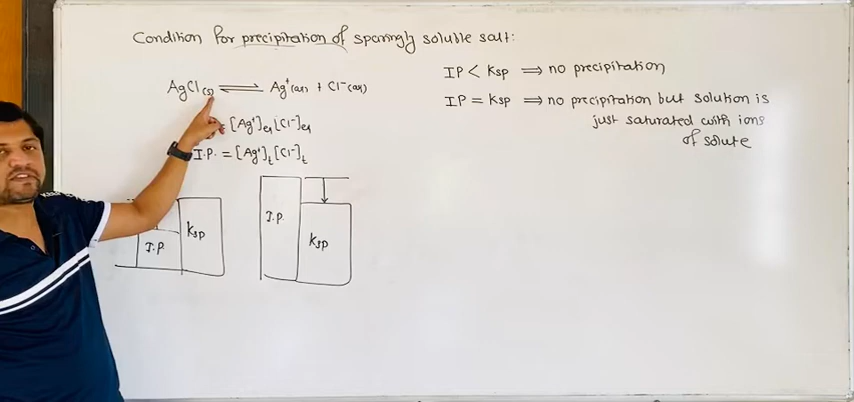 Condition for precipitation of sparingly soluble salt:
AgCl(s) ⇌ Ag⁺(aq) + Cl⁻(aq)
= [Ag⁺]eq [Cl⁻]eq
I.P. = [Ag⁺]t [Cl⁻]t
I.P. Ksp
I.P. Ksp
IP < Ksp ⟹ no precipitation
IP = Ksp ⟹ no precipitation but solution is
just saturated with ions
of solute